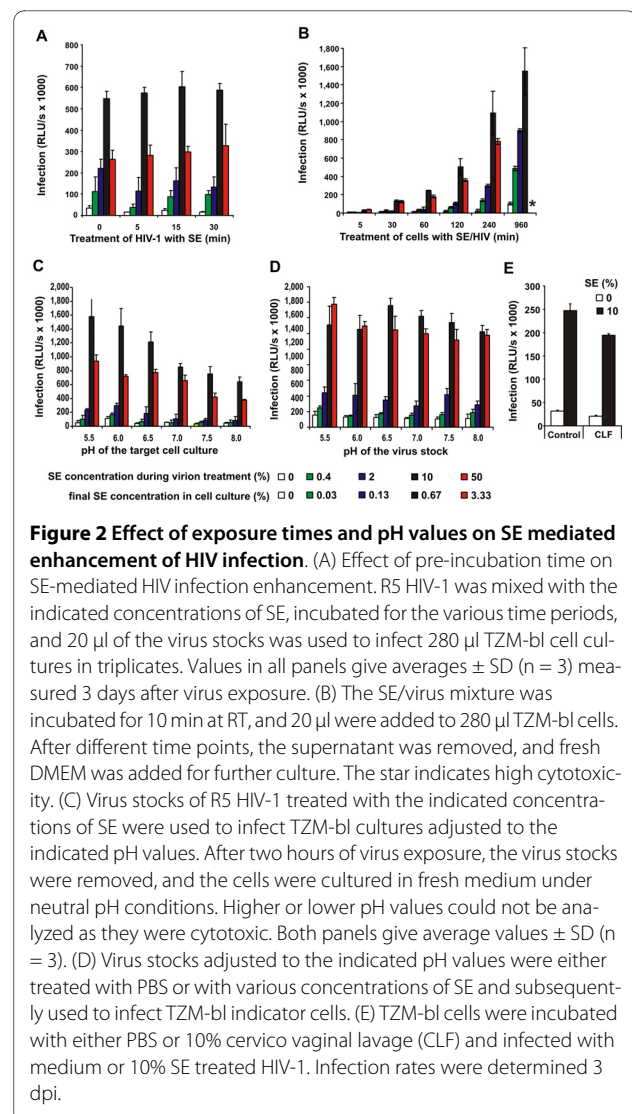 A
B
Infection (RLU/s x 1000)
800
700
600
500
400
300
200
100
0
0 5 15 30
Treatment of HIV-1 with SE (min)
Infection (RLU/s x 1000)
1,800
1,600
1,400
1,200
1,000
800
600
400
200
0
*
5 30 60 120 240 960
Treatment of cells with SE/HIV (min)
C
D
E
Infection (RLU/s x 1000)
2,000
1,800
1,600
1,400
1,200
1,000
800
600
400
200
0
5.5 6.0 6.5 7.0 7.5 8.0
pH of the target cell culture
Infection (RLU/s x 1000)
2,000
1,800
1,600
1,400
1,200
1,000
800
600
400
200
0
5.5 6.0 6.5 7.0 7.5 8.0
pH of the virus stock
SE (%)
0
10
Infection (RLU/s x 1000)
300
250
200
150
100
50
0
Control CLF
SE concentration during virion treatment (%) 0 0.4 2 10 50
final SE concentration in cell culture (%) 0 0.03 0.13 0.67 3.33
Figure 2 Effect of exposure times and pH values on SE mediated
enhancement of HIV infection. (A) Effect of pre-incubation time on
SE-mediated HIV infection enhancement. R5 HIV-1 was mixed with the
indicated concentrations of SE, incubated for the various time periods,
and 20 μl of the virus stocks was used to infect 280 μl TZM-bl cell cul-
tures in triplicates. Values in all panels give averages ± SD (n = 3) mea-
sured 3 days after virus exposure. (B) The SE/virus mixture was
incubated for 10 min at RT, and 20 μl were added to 280 μl TZM-bl cells.
After different time points, the supernatant was removed, and fresh
DMEM was added for further culture. The star indicates high cytotoxic-
ity. (C) Virus stocks of R5 HIV-1 treated with the indicated concentra-
tions of SE were used to infect TZM-bl cultures adjusted to the
indicated pH values. After two hours of virus exposure, the virus stocks
were removed, and the cells were cultured in fresh medium under
neutral pH conditions. Higher or lower pH values could not be ana-
lyzed as they were cytotoxic. Both panels give average values ± SD (n
= 3). (D) Virus stocks adjusted to the indicated pH values were either
treated with PBS or with various concentrations of SE and subsequent-
ly used to infect TZM-bl indicator cells. (E) TZM-bl cells were incubated
with either PBS or 10% cervico vaginal lavage (CLF) and infected with
medium or 10% SE treated HIV-1. Infection rates were determined 3
dpi.